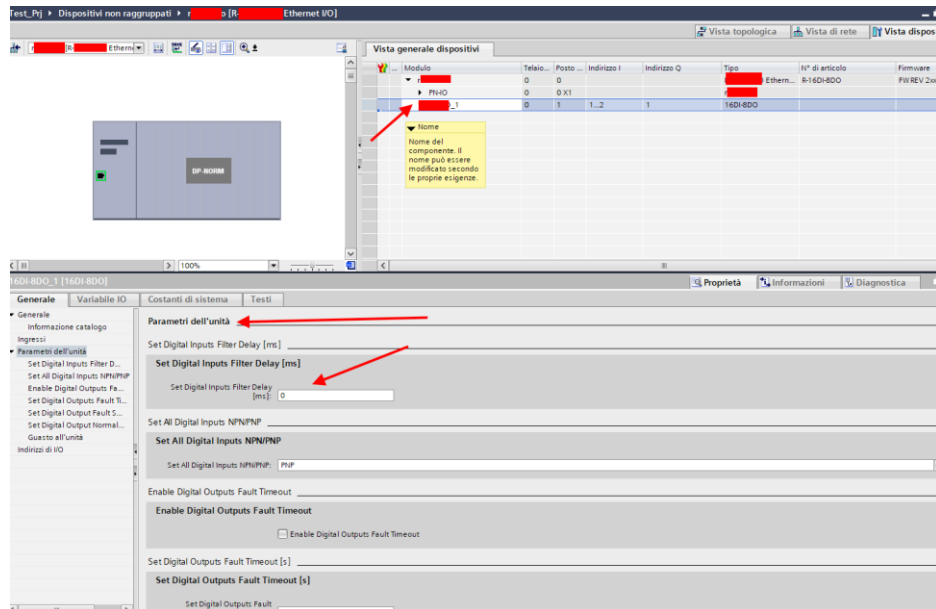 Test_Prj ▸ Dispositivi non raggruppati ▸ r o [R- Ethernet I/O]
Vista topologica Vista di rete Vista dispos
r [R- Ethern
Vista generale dispositivi
... Modulo Telaio... Posto ... Indirizzo I Indirizzo Q Tipo N° di articolo Firmware
r 0 0 Ethern... R-16DI-8DO FW REV 2.xx
PN-IO 0 0 X1 r
_1 0 1 1...2 1 16DI-8DO
Nome
Nome del
componente. Il
nome può essere
modificato secondo
le proprie esigenze.
DP-NORM
100%
16DI-8DO_1 [16DI-8DO]
Proprietà Informazioni Diagnostica
Generale Variabile IO Costanti di sistema Testi
Generale
Informazione catalogo
Ingressi
Parametri dell'unità
Set Digital Inputs Filter D...
Set All Digital Inputs NPN/PNP
Enable Digital Outputs Fa...
Set Digital Outputs Fault Ti...
Set Digital Output Fault S...
Set Digital Output Normal...
Guasto all'unità
Indirizzi di I/O
Parametri dell'unità
Set Digital Inputs Filter Delay [ms]
Set Digital Inputs Filter Delay [ms]
Set Digital Inputs Filter Delay
[ms]: 0
Set All Digital Inputs NPN/PNP
Set All Digital Inputs NPN/PNP
Set All Digital Inputs NPN/PNP: PNP
Enable Digital Outputs Fault Timeout
Enable Digital Outputs Fault Timeout
Enable Digital Outputs Fault Timeout
Set Digital Outputs Fault Timeout [s]
Set Digital Outputs Fault Timeout [s]
Set Digital Outputs Fault